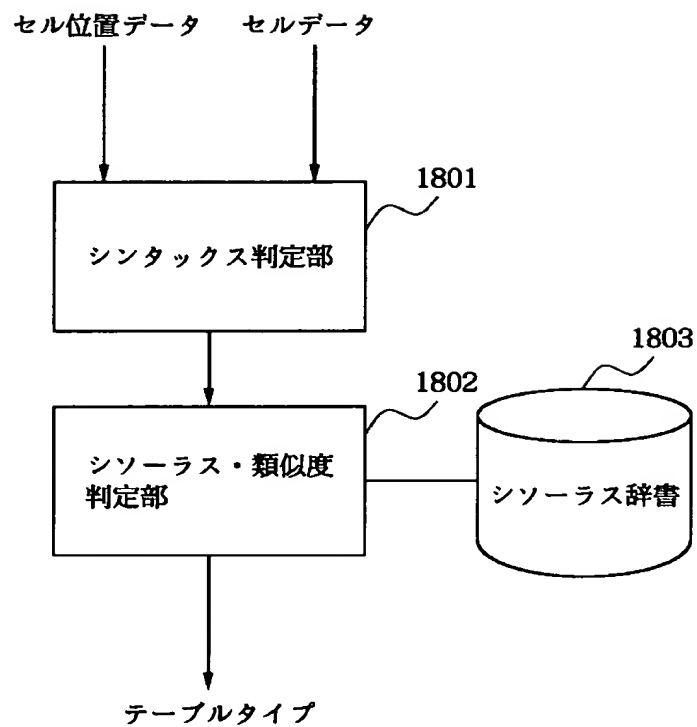 セル位置データ
セルデータ
1801
シンタックス判定部
1803
1802
シソーラス・類似度
判定部
シソーラス辞書
テーブルタイプ